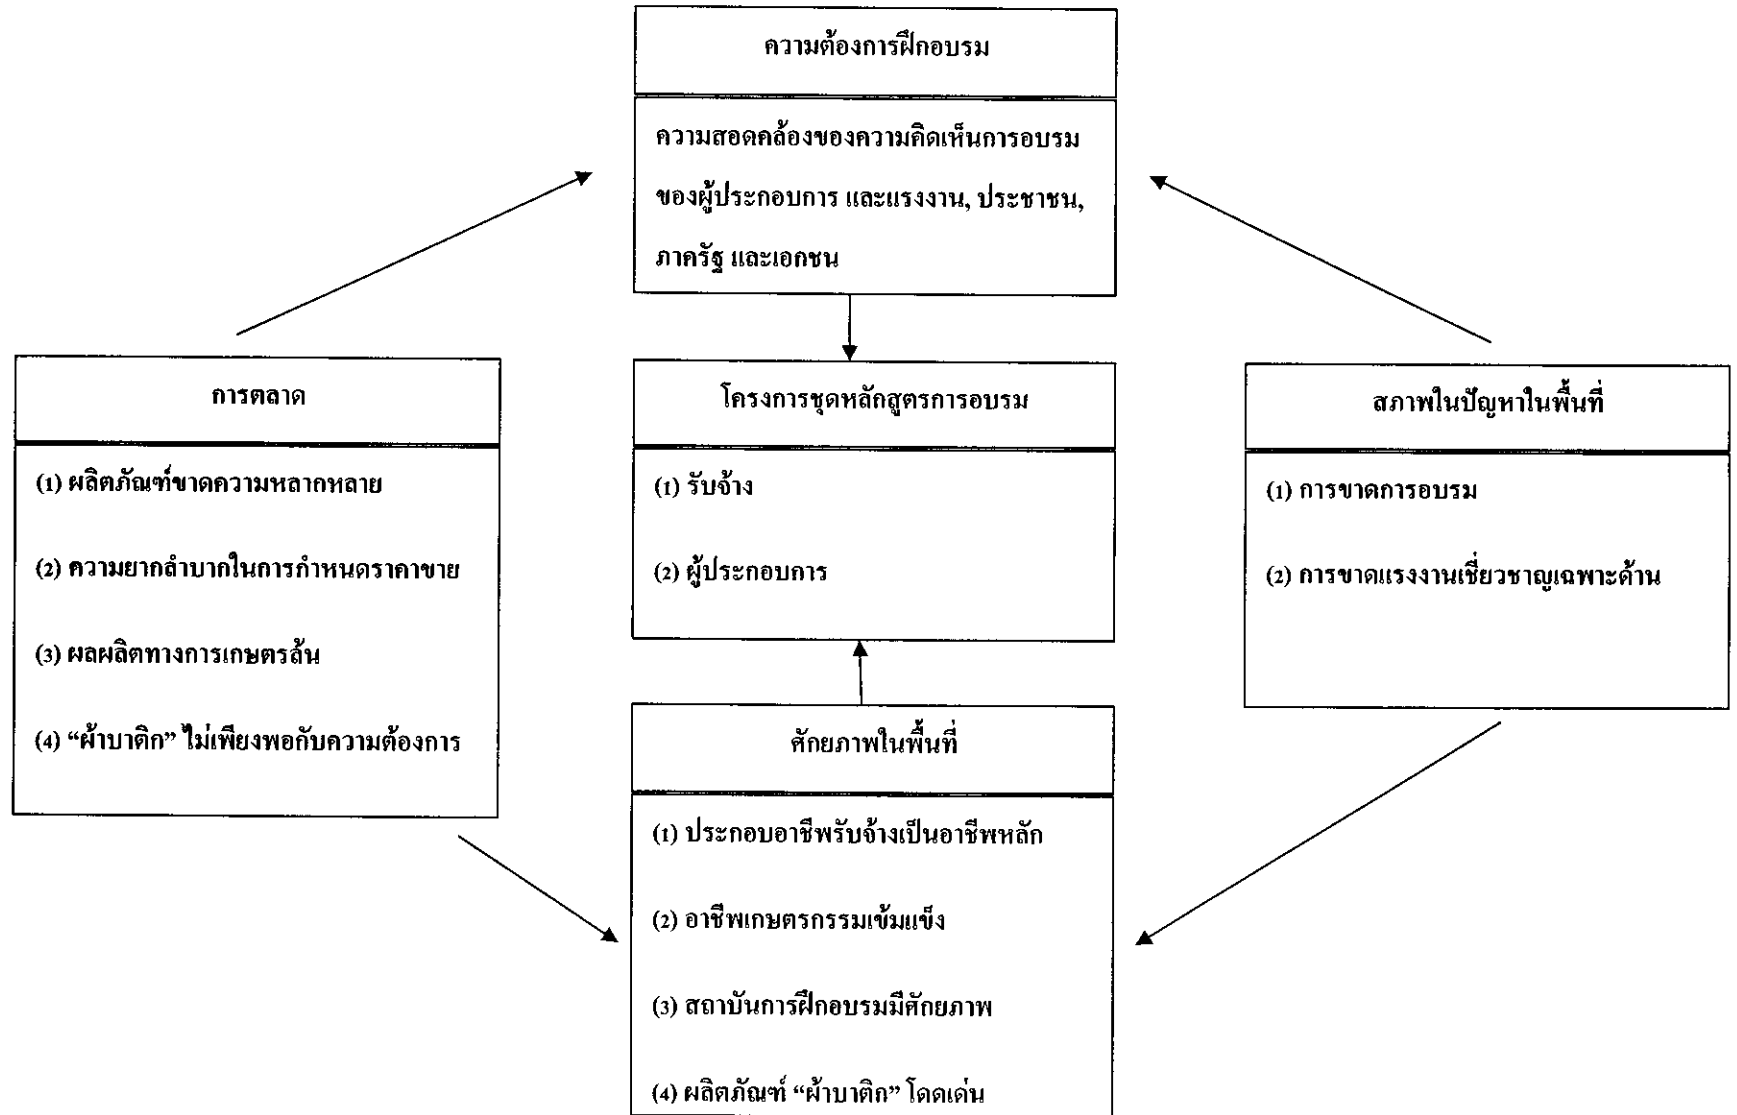 ความต้องการฝึกอบรม
ความสอดคล้องของความคิดเห็นการอบรม
ของผู้ประกอบการ และแรงงาน, ประชาชน,
ภาครัฐ และเอกชน
การตลาด
(1) ผลิตภัณฑ์ขาดความหลากหลาย
(2) ความยากลำบากในการกำหนดราคาขาย
(3) ผลผลิตทางการเกษตรล้น
(4) “ผ้าบาติก” ไม่เพียงพอกับความต้องการ
โครงการชุดหลักสูตรการอบรม
(1) รับจ้าง
(2) ผู้ประกอบการ
สภาพในปัญหาในพื้นที่
(1) การขาดการอบรม
(2) การขาดแรงงานเชี่ยวชาญเฉพาะด้าน
ศักยภาพในพื้นที่
(1) ประกอบอาชีพรับจ้างเป็นอาชีพหลัก
(2) อาชีพเกษตรกรรมเข้มแข็ง
(3) สถาบันการฝึกอบรมมีศักยภาพ
(4) ผลิตภัณฑ์ “ผ้าบาติก” โดดเด่น